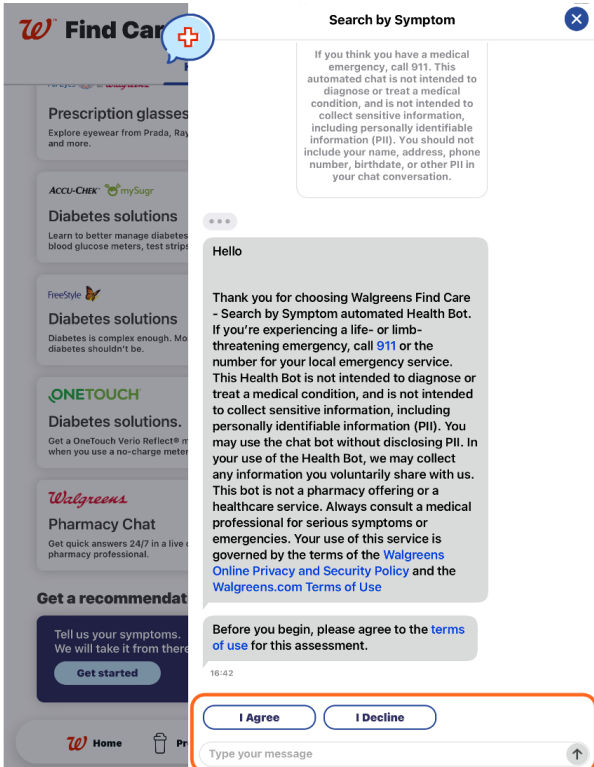 Find Car
Search by Symptom
If you think you have a medical
emergency, call 911. This
automated chat is not intended to
diagnose or treat a medical
condition, and is not intended to
collect sensitive information,
including personally identifiable
information (PII). You should not
include your name, address, phone
number, birthdate, or other PII in
your chat conversation.
Prescription glasses
Explore eyewear from Prada, Ray
and more.
ACCU-CHEK mySugr
Diabetes solutions
Learn to better manage diabetes
blood glucose meters, test strips
FreeStyle
Diabetes solutions
Diabetes is complex enough. Mo
diabetes shouldn't be.
ONETOUCH
Diabetes solutions.
Get a OneTouch Verio Reflect® m
when you use a no-charge meter
Walgreens
Pharmacy Chat
Get quick answers 24/7 in a live c
pharmacy professional.
Get a recommendat
Tell us your symptoms.
We will take it from there
Get started
Home
Pr
Hello
Thank you for choosing Walgreens Find Care
- Search by Symptom automated Health Bot.
If you're experiencing a life- or limb-
threatening emergency, call 911 or the
number for your local emergency service.
This Health Bot is not intended to diagnose or
treat a medical condition, and is not intended
to collect sensitive information, including
personally identifiable information (PII). You
may use the chat bot without disclosing PII. In
your use of the Health Bot, we may collect
any information you voluntarily share with us.
This bot is not a pharmacy offering or a
healthcare service. Always consult a medical
professional for serious symptoms or
emergencies. Your use of this service is
governed by the terms of the Walgreens
Online Privacy and Security Policy and the
Walgreens.com Terms of Use
Before you begin, please agree to the terms
of use for this assessment.
16:42
I Agree
I Decline
Type your message